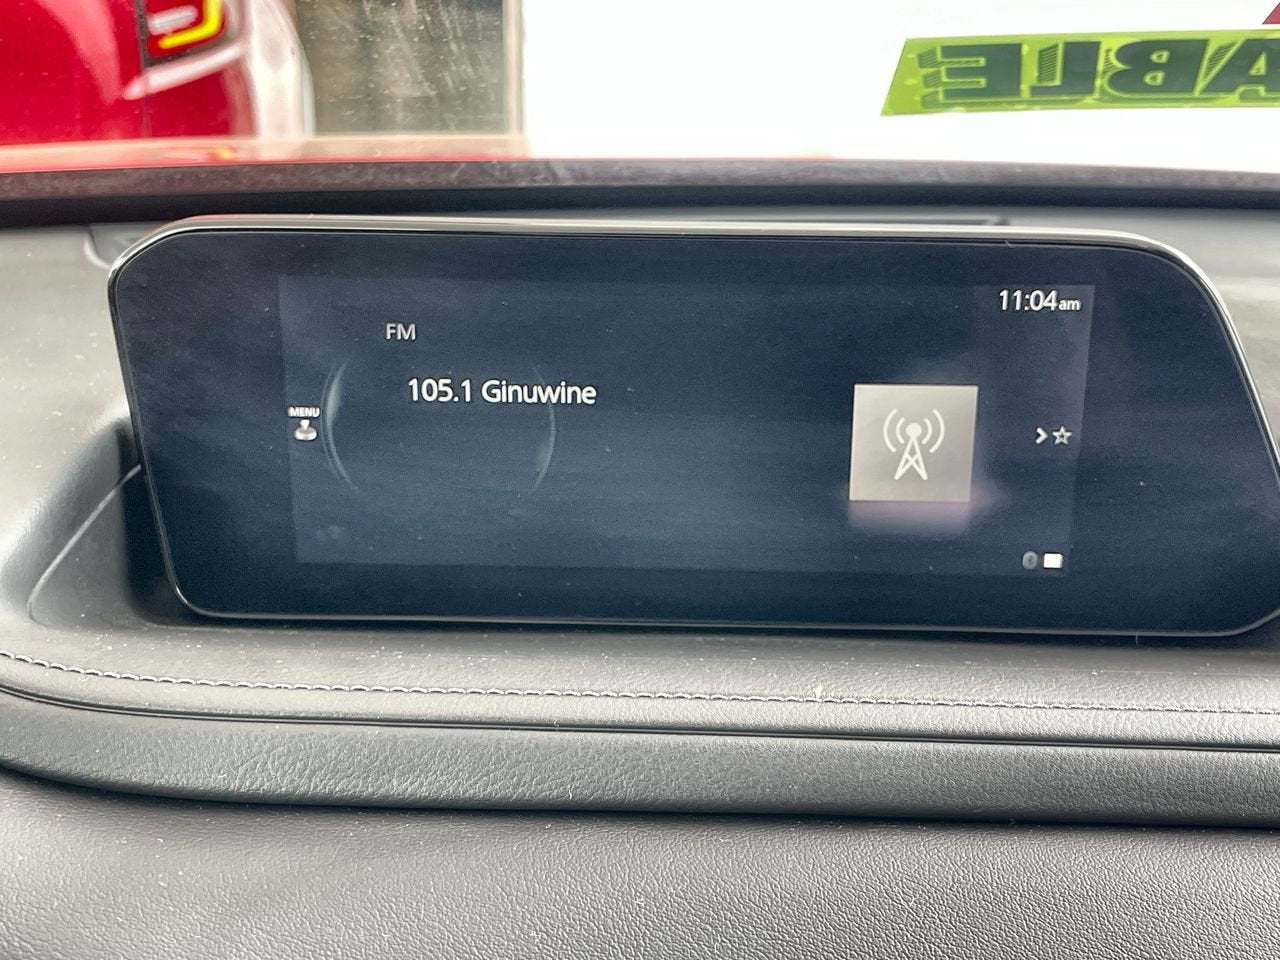 ABLE
11:04am
FM
105.1 Ginuwine
MENU